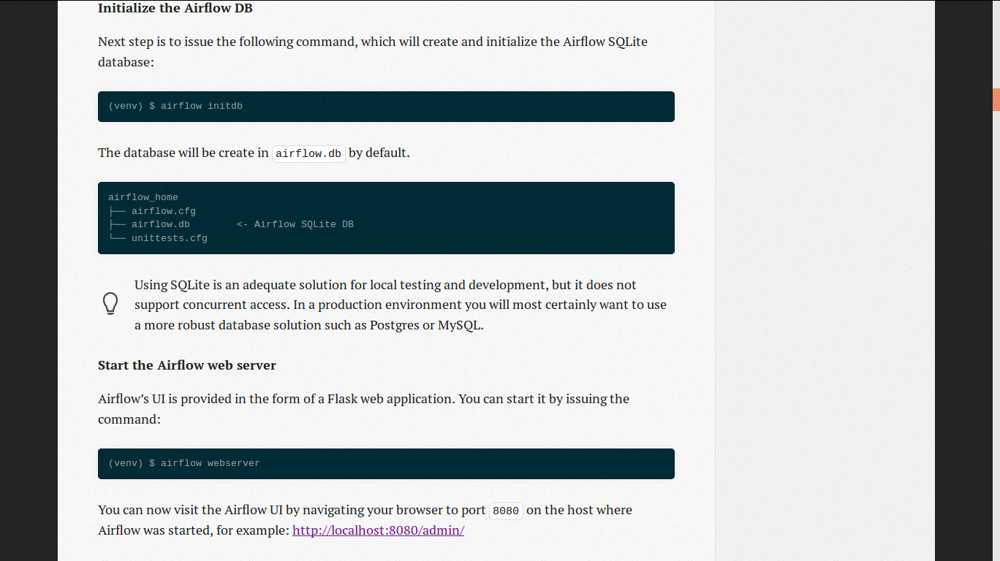 Initialize the Airflow DB
Next step is to issue the following command, which will create and initialize the Airflow SQLite
database:
(venv) $ airflow initdb
The database will be create in airflow.db by default.
airflow_home
├── airflow.cfg
├── airflow.db        <- Airflow SQLite DB
└── unittests.cfg
Using SQLite is an adequate solution for local testing and development, but it does not
support concurrent access. In a production environment you will most certainly want to use
a more robust database solution such as Postgres or MySQL.
Start the Airflow web server
Airflow’s UI is provided in the form of a Flask web application. You can start it by issuing the
command:
(venv) $ airflow webserver
You can now visit the Airflow UI by navigating your browser to port 8080 on the host where
Airflow was started, for example: http://localhost:8080/admin/